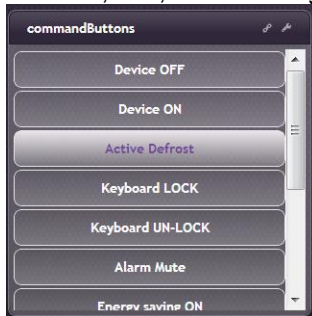 commandButtons
Device OFF
Device ON
Active Defrost
Keyboard LOCK
Keyboard UN-LOCK
Alarm Mute
Energy saving ON